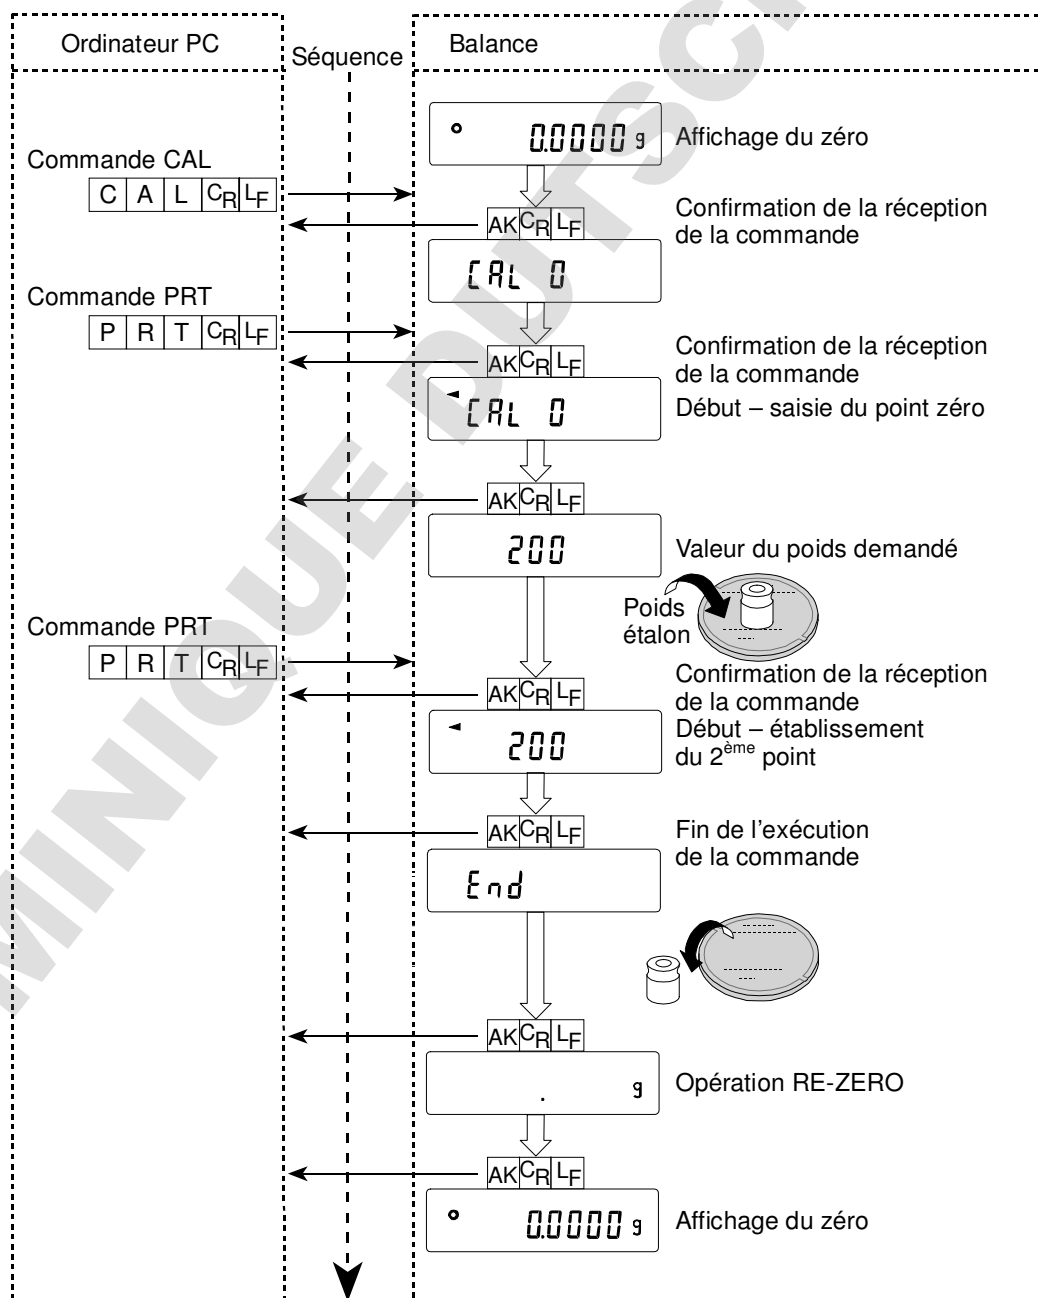 Ordinateur PC
Séquence
Balance
0.0000 g
Affichage du zéro
Commande CAL
C A L CR LF
AK CR LF
Confirmation de la réception
de la commande
CAL 0
Commande PRT
P R T CR LF
AK CR LF
Confirmation de la réception
de la commande
CAL 0
Début – saisie du point zéro
AK CR LF
200
Valeur du poids demandé
Poids
étalon
Commande PRT
P R T CR LF
AK CR LF
Confirmation de la réception
de la commande
200
Début – établissement
du 2ème point
AK CR LF
Fin de l'exécution
de la commande
End
AK CR LF
. g
Opération RE-ZERO
AK CR LF
0.0000 g
Affichage du zéro
MINIQUE DUTSC